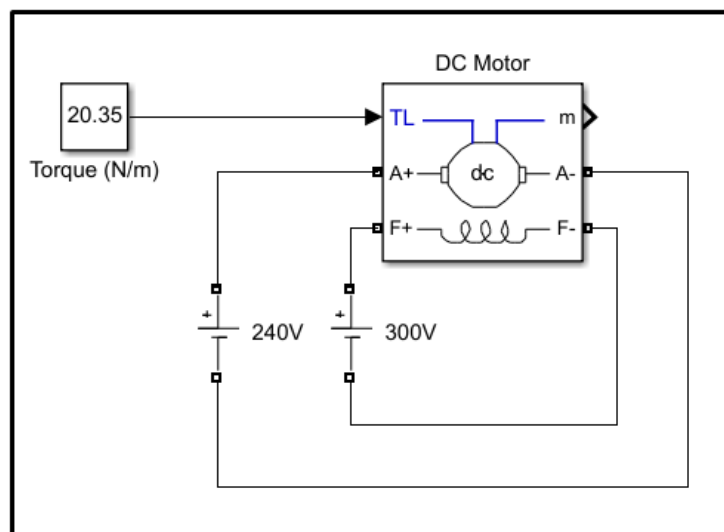 DC Motor
20.35
Torque (N/m)
TL
m
A+
dc
A-
F+
F-
+
240V
+
300V